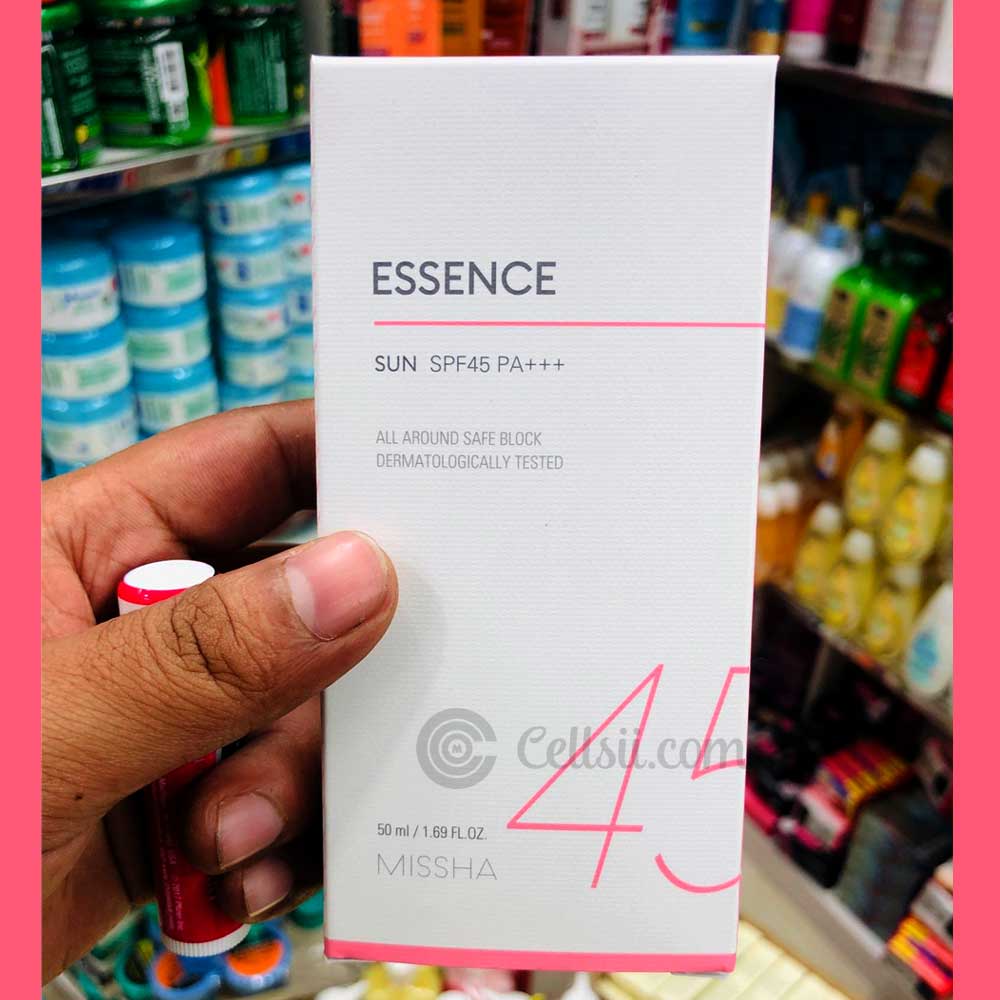 ESSENCE
SUN SPF45 PA+++
ALL AROUND SAFE BLOCK
DERMATOLOGICALLY TESTED
Cellsii.com
45
50 ml / 1.69 FL.OZ.
MISSHA